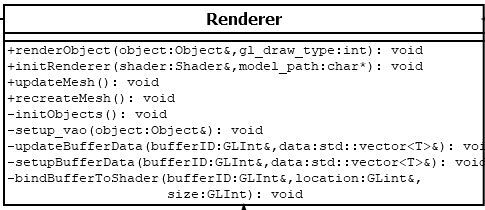 Renderer
+renderObject(object:Object&,gl_draw_type:int): void
+initRenderer(shader:Shader&,model_path:char*): void
+updateMesh(): void
+recreateMesh(): void
-initObjects(): void
-setup_vao(object:Object&): void
-updateBufferData(bufferID:GLInt&,data:std::vector<T>&): voi
-setupBufferData(bufferID:GLInt&,data:std::vector<T>&): void
-bindBufferToShader(bufferID:GLInt&,location:GLint&,
size:GLInt): void